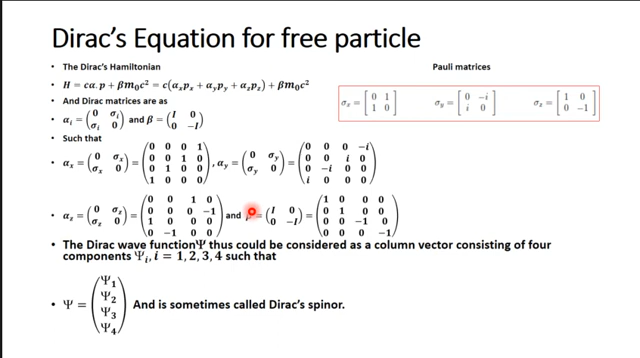 Dirac's Equation for free particle
• The Dirac's Hamiltonian
Pauli matrices
• H = cα.p + βm₀c² = c(αₓpₓ + α_yp_y + α_zp_z) + βm₀c²
σₓ = [0 1; 1 0] σ_y = [0 −i; i 0] σ_z = [1 0; 0 −1]
• And Dirac matrices are as
• αᵢ = (0 σᵢ; σᵢ 0) and β = (I 0; 0 −I)
• Such that
• αₓ = (0 σₓ; σₓ 0) = (0 0 0 1; 0 0 1 0; 0 1 0 0; 1 0 0 0), α_y = (0 σ_y; σ_y 0) = (0 0 0 −i; 0 0 i 0; 0 −i 0 0; i 0 0 0)
• α_z = (0 σ_z; σ_z 0) = (0 0 1 0; 0 0 0 −1; 1 0 0 0; 0 −1 0 0) and = (I 0; 0 −I) = (1 0 0 0; 0 1 0 0; 0 0 −1 0; 0 0 0 −1)
• The Dirac wave functionΨ thus could be considered as a column vector consisting of four
components Ψᵢ, i = 1, 2, 3, 4 such that
• Ψ = (Ψ₁; Ψ₂; Ψ₃; Ψ₄) And is sometimes called Dirac's spinor.